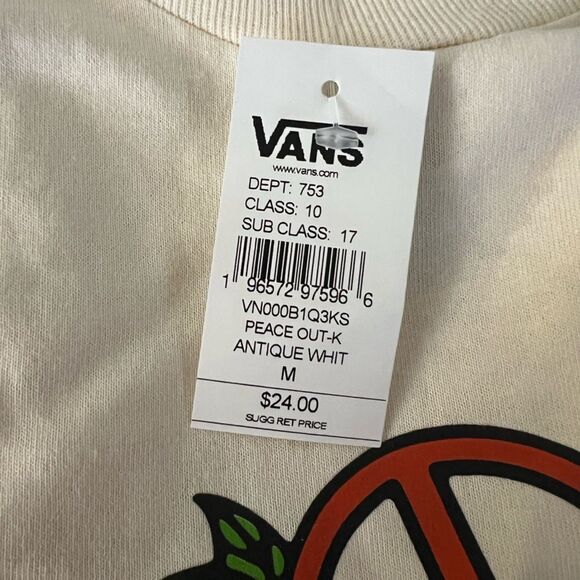 VANS
www.vans.com
DEPT: 753
CLASS: 10
SUB CLASS: 17
1 96572 97596 6
VN000B1Q3KS
PEACE OUT-K
ANTIQUE WHIT
M
$24.00
SUGG RET PRICE